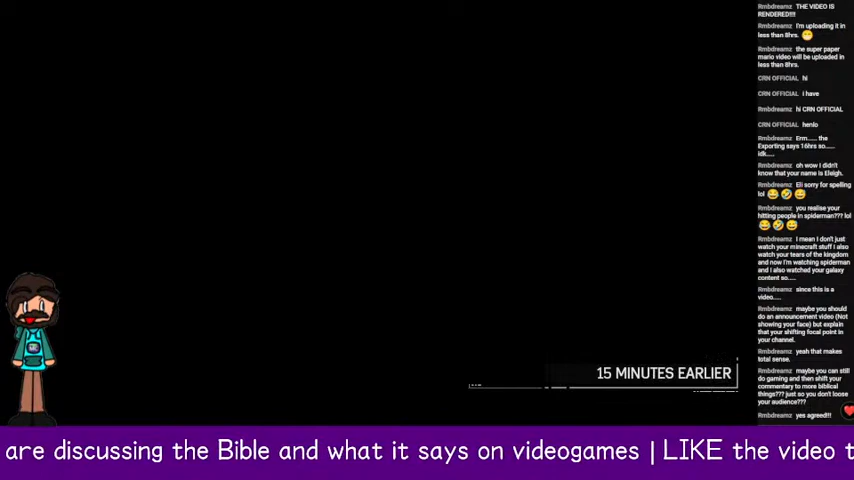 Rmbdreamz THE VIDEO IS
RENDERED!!!!
Rmbdreamz I'm uploading it in
less than 8hrs. 😁
Rmbdreamz the super paper
mario video will be uploaded in
less than 8hrs.
CRN OFFICIAL hi
CRN OFFICIAL i have
Rmbdreamz hi CRN OFFICIAL
CRN OFFICIAL henlo
Rmbdreamz Erm...... the
Exporting says 16hrs so......
idk.....
Rmbdreamz oh wow I didn't
know that your name is Eleigh.
Rmbdreamz Eli sorry for spelling
lol 😂 🤣 😅
Rmbdreamz you realise your
hitting people in spiderman??? lol
😂 🤣 😅
Rmbdreamz I mean I don't just
watch your minecraft stuff I also
watch your tears of the kingdom
and now I'm watching spiderman
and I also watched your galaxy
content so.....
Rmbdreamz since this is a
video.....
Rmbdreamz maybe you should
do an announcement video (Not
showing your face) but explain
that your shifting focal point in
your channel.
Rmbdreamz yeah that makes
total sense.
Rmbdreamz maybe you can still
do gaming and then shift your
commentary to more biblical
things??? just so you don't loose
your audience???
Rmbdreamz yes agreed!!!
15 MINUTES EARLIER
are discussing the Bible and what it says on videogames | LIKE the video t